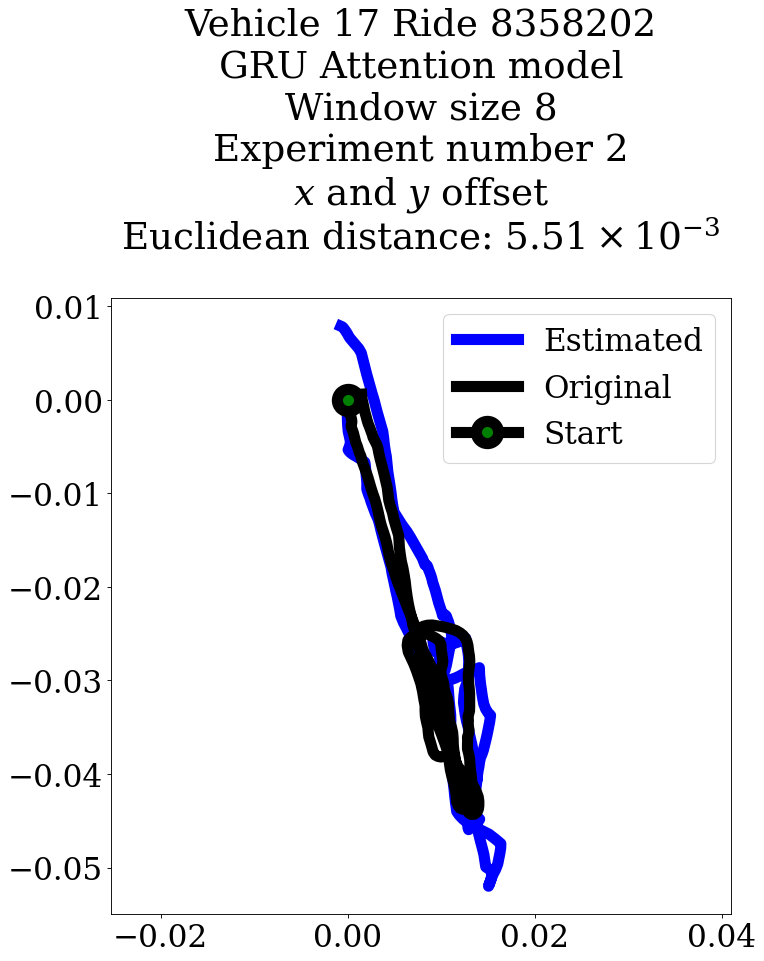 Vehicle 17 Ride 8358202
GRU Attention model
Window size 8
Experiment number 2
x and y offset
Euclidean distance: 5.51 × 10⁻³
0.01
0.00
−0.01
−0.02
−0.03
−0.04
−0.05
Estimated
Original
Start
−0.02 0.00 0.02 0.04